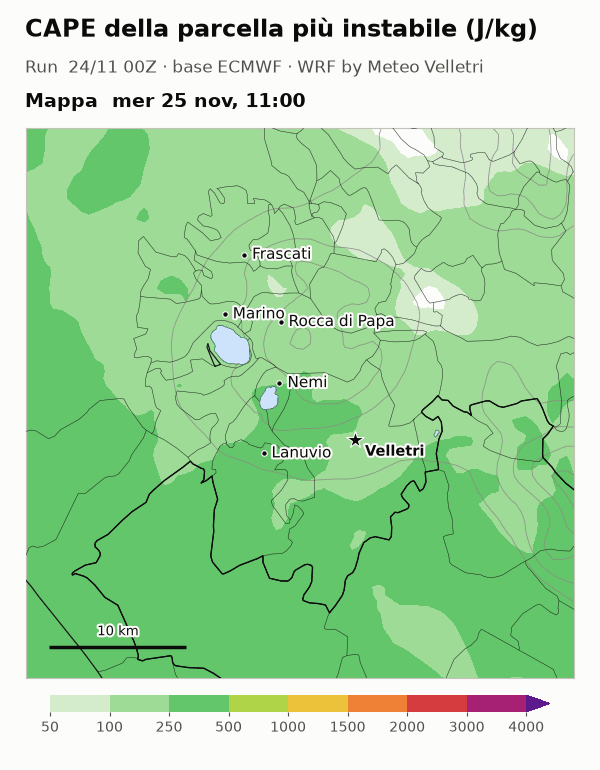 CAPE della parcella più instabile (J/kg)
Run  24/11 00Z · base ECMWF · WRF by Meteo Velletri
Mappa  mer 25 nov, 11:00
Frascati
Marino
Rocca di Papa
Nemi
Velletri
Lanuvio
10 km
50 100 250 500 1000 1500 2000 3000 4000